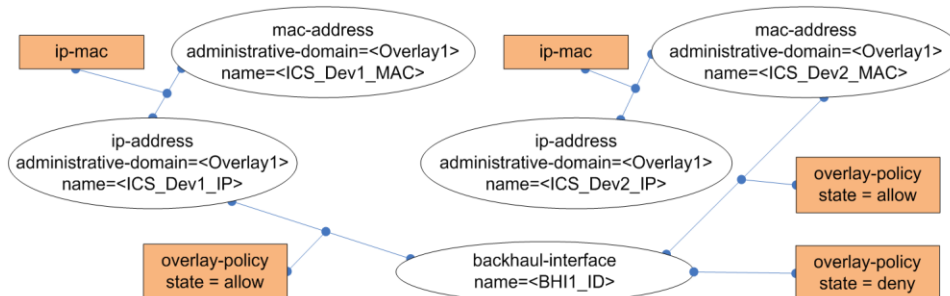 ip-mac
mac-address
administrative-domain=<Overlay1>
name=<ICS_Dev1_MAC>
ip-mac
mac-address
administrative-domain=<Overlay1>
name=<ICS_Dev2_MAC>
ip-address
administrative-domain=<Overlay1>
name=<ICS_Dev1_IP>
ip-address
administrative-domain=<Overlay1>
name=<ICS_Dev2_IP>
overlay-policy
state = allow
overlay-policy
state = allow
backhaul-interface
name=<BHI1_ID>
overlay-policy
state = deny